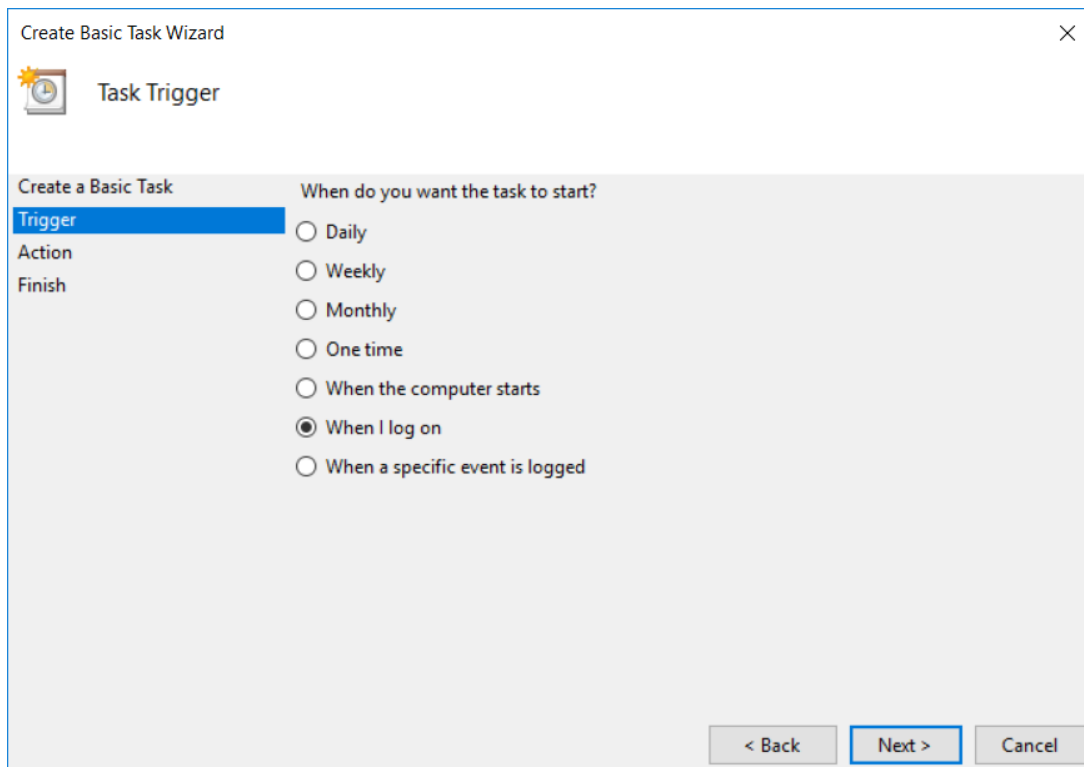 Create Basic Task Wizard
Task Trigger
Create a Basic Task
Trigger
Action
Finish
When do you want the task to start?
Daily
Weekly
Monthly
One time
When the computer starts
When I log on
When a specific event is logged
< Back
Next >
Cancel